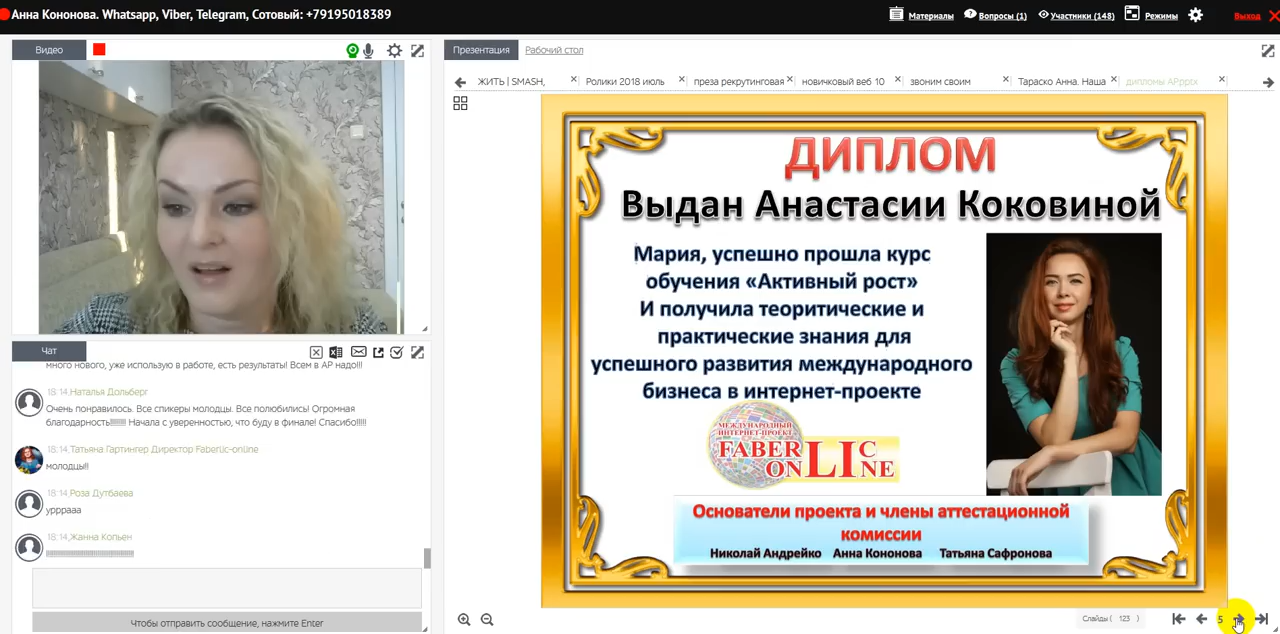 Анна Кононова. Whatsapp, Viber, Telegram, Сотовый: +79195018389
Материалы Вопросы (1) Участники (148) Режимы Выход
Видео
Презентация Рабочий стол
ЖИТЬ | SMASH, Ролики 2018 июль преза рекрутинговая новичковый веб 10 звоним своим Тараско Анна. Наша дипломы АР.pptx
ДИПЛОМ
Выдан Анастасии Коковиной
Мария, успешно прошла курс
обучения «Активный рост»
И получила теоритические и
практические знания для
успешного развития международного
бизнеса в интернет-проекте
МЕЖДУНАРОДНЫЙ
ИНТЕРНЕТ-ПРОЕКТ
FABERLIC
ONLINE
Основатели проекта и члены аттестационной
комиссии
Николай Андрейко Анна Кононова Татьяна Сафронова
Чат
много нового, уже использую в работе, есть результаты! Всем в АР надо!!!
18:14, Наталья Дольберг
Очень понравилось. Все спикеры молодцы. Все полюбились! Огромная
благодарность!!!!!!!! Начала с уверенностью, что буду в финале! Спасибо!!!!!
18:14, Татьяна Гартингер Директор Faberlic-online
молодцы!!
18:14, Роза Дутбаева
урррааа
18:14, Жанна Копьен
!!!!!!!!!!!!!!!!!!!!!!!!!!!!!!!!!!!
Чтобы отправить сообщение, нажмите Enter
Слайды ( 123 ) 5